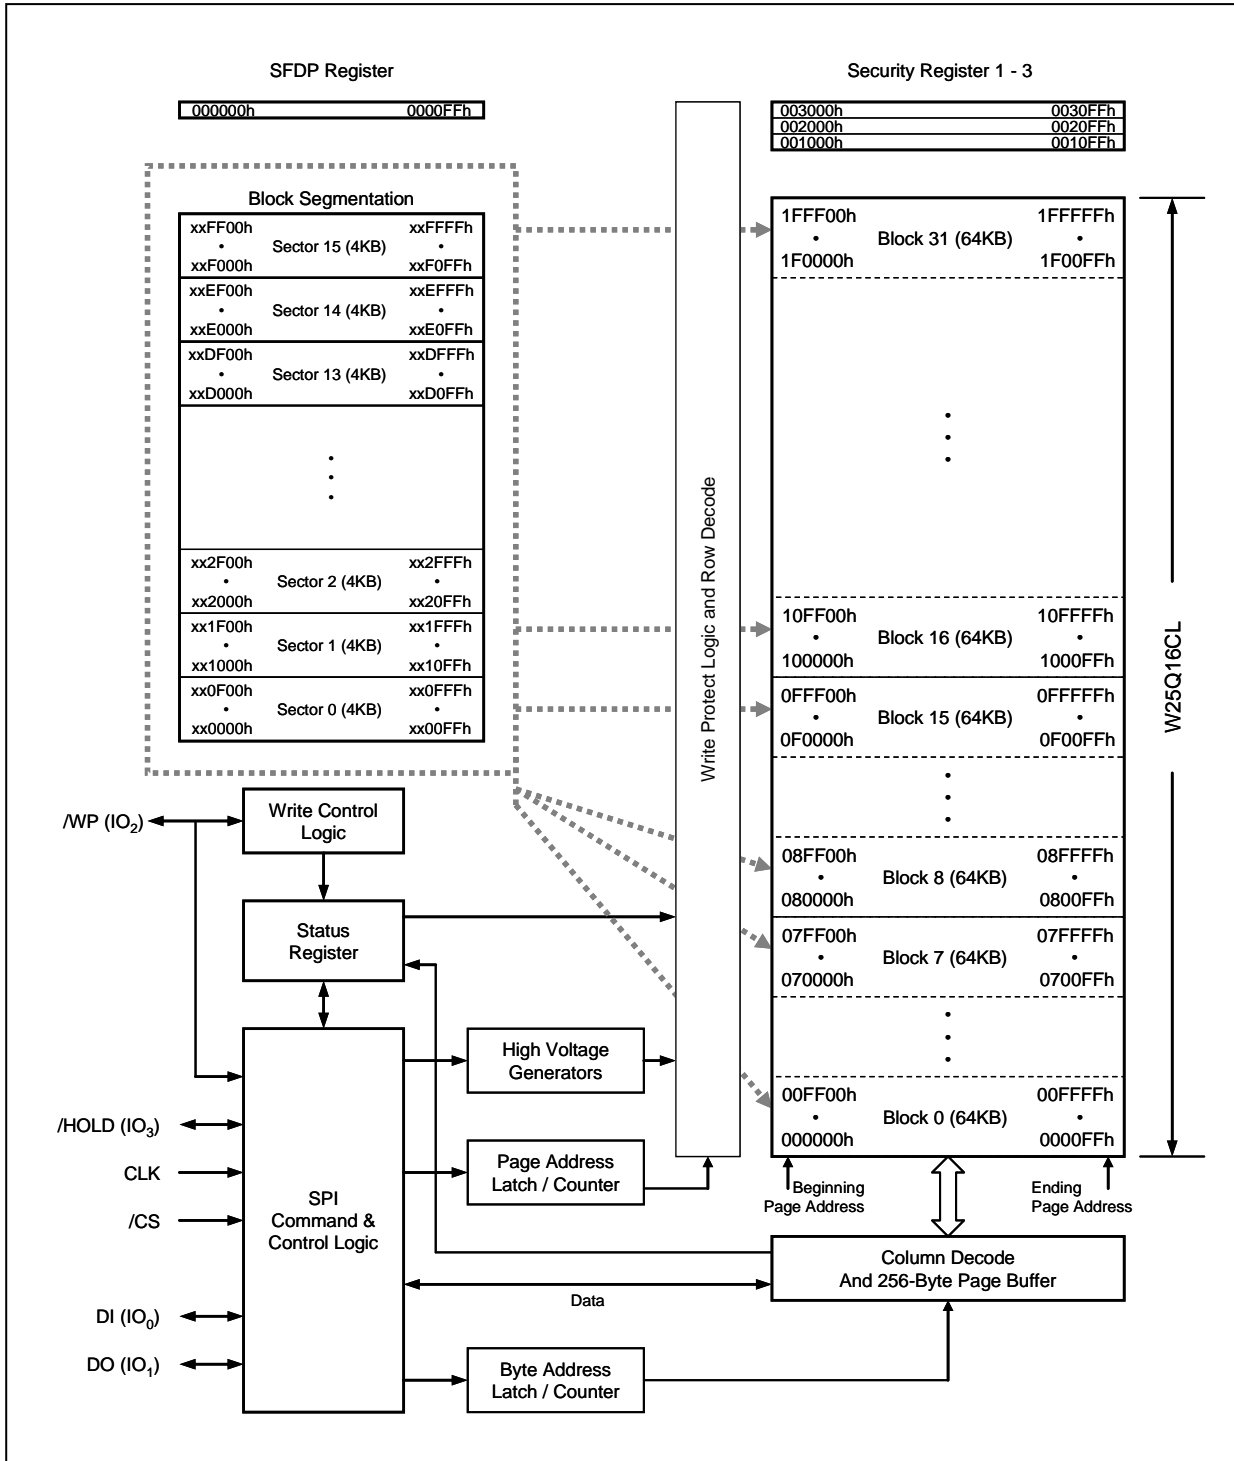 SFDP Register
000000h 0000FFh
Security Register 1 - 3
003000h 0030FFh
002000h 0020FFh
001000h 0010FFh
Block Segmentation
xxFF00h xxFFFFh
• Sector 15 (4KB) •
xxF000h xxF0FFh
xxEF00h xxEFFFh
• Sector 14 (4KB) •
xxE000h xxE0FFh
xxDF00h xxDFFFh
• Sector 13 (4KB) •
xxD000h xxD0FFh
•
•
•
xx2F00h xx2FFFh
• Sector 2 (4KB) •
xx2000h xx20FFh
xx1F00h xx1FFFh
• Sector 1 (4KB) •
xx1000h xx10FFh
xx0F00h xx0FFFh
• Sector 0 (4KB) •
xx0000h xx00FFh
Write Protect Logic and Row Decode
1FFF00h 1FFFFFh
• Block 31 (64KB) •
1F0000h 1F00FFh
•
•
•
10FF00h 10FFFFh
• Block 16 (64KB) •
100000h 1000FFh
0FFF00h 0FFFFFh
• Block 15 (64KB) •
0F0000h 0F00FFh
•
•
•
08FF00h 08FFFFh
• Block 8 (64KB) •
080000h 0800FFh
07FF00h 07FFFFh
• Block 7 (64KB) •
070000h 0700FFh
•
•
•
00FF00h 00FFFFh
• Block 0 (64KB) •
000000h 0000FFh
W25Q16CL
Beginning
Page Address
Ending
Page Address
/WP (IO2)
Write Control
Logic
Status
Register
High Voltage
Generators
/HOLD (IO3)
CLK
/CS
Page Address
Latch / Counter
SPI
Command &
Control Logic
Column Decode
And 256-Byte Page Buffer
Data
DI (IO0)
DO (IO1)
Byte Address
Latch / Counter